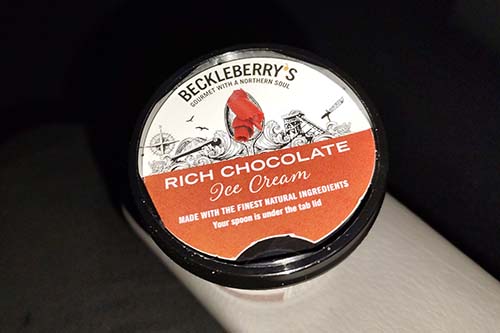 BECKLEBERRY'S
GOURMET WITH A NORTHERN SOUL
RICH CHOCOLATE
Ice Cream
MADE WITH THE FINEST NATURAL INGREDIENTS
Your spoon is under the tab lid